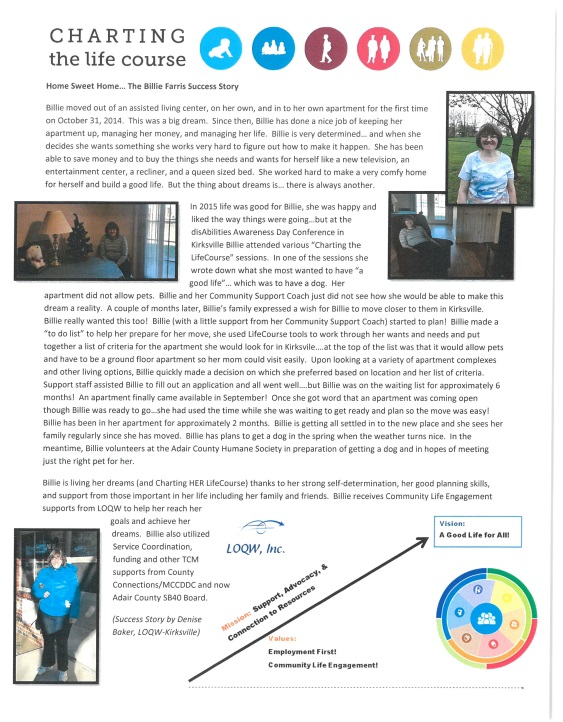 CHARTING
the life course
Home Sweet Home… The Billie Farris Success Story
Billie moved out of an assisted living center, on her own, and in to her own apartment for the first time
on October 31, 2014. This was a big dream. Since then, Billie has done a nice job of keeping her
apartment up, managing her money, and managing her life. Billie is very determined… and when she
decides she wants something she works very hard to figure out how to make it happen. She has been
able to save money and to buy the things she needs and wants for herself like a new television, an
entertainment center, a recliner, and a queen sized bed. She worked hard to make a very comfy home
for herself and build a good life. But the thing about dreams is… there is always another.
In 2015 life was good for Billie, she was happy and
liked the way things were going…but at the
disAbilities Awareness Day Conference in
Kirksville Billie attended various "Charting the
LifeCourse" sessions. In one of the sessions she
wrote down what she most wanted to have "a
good life"… which was to have a dog. Her
apartment did not allow pets. Billie and her Community Support Coach just did not see how she would be able to make this
dream a reality. A couple of months later, Billie's family expressed a wish for Billie to move closer to them in Kirksville.
Billie really wanted this too! Billie (with a little support from her Community Support Coach) started to plan! Billie made a
"to do list" to help her prepare for her move, she used LifeCourse tools to work through her wants and needs and put
together a list of criteria for the apartment she would look for in Kirksvile….at the top of the list was that it would allow pets
and have to be a ground floor apartment so her mom could visit easily. Upon looking at a variety of apartment complexes
and other living options, Billie quickly made a decision on which she preferred based on location and her list of criteria.
Support staff assisted Billie to fill out an application and all went well….but Billie was on the waiting list for approximately 6
months! An apartment finally came available in September! Once she got word that an apartment was coming open
though Billie was ready to go…she had used the time while she was waiting to get ready and plan so the move was easy!
Billie has been in her apartment for approximately 2 months. Billie is getting all settled in to the new place and she sees her
family regularly since she has moved. Billie has plans to get a dog in the spring when the weather turns nice. In the
meantime, Billie volunteers at the Adair County Humane Society in preparation of getting a dog and in hopes of meeting
just the right pet for her.
Billie is living her dreams (and Charting HER LifeCourse) thanks to her strong self-determination, her good planning skills,
and support from those important in her life including her family and friends. Billie receives Community Life Engagement
supports from LOQW to help her reach her
goals and achieve her
dreams. Billie also utilized
Service Coordination,
funding and other TCM
supports from County
Connections/MCCDDC and now
Adair County SB40 Board.
(Success Story by Denise
Baker, LOQW-Kirksville)
LOQW, Inc.
Vision:
A Good Life for All!
Mission: Support, Advocacy, &
Connection to Resources
Values:
Employment First!
Community Life Engagement!